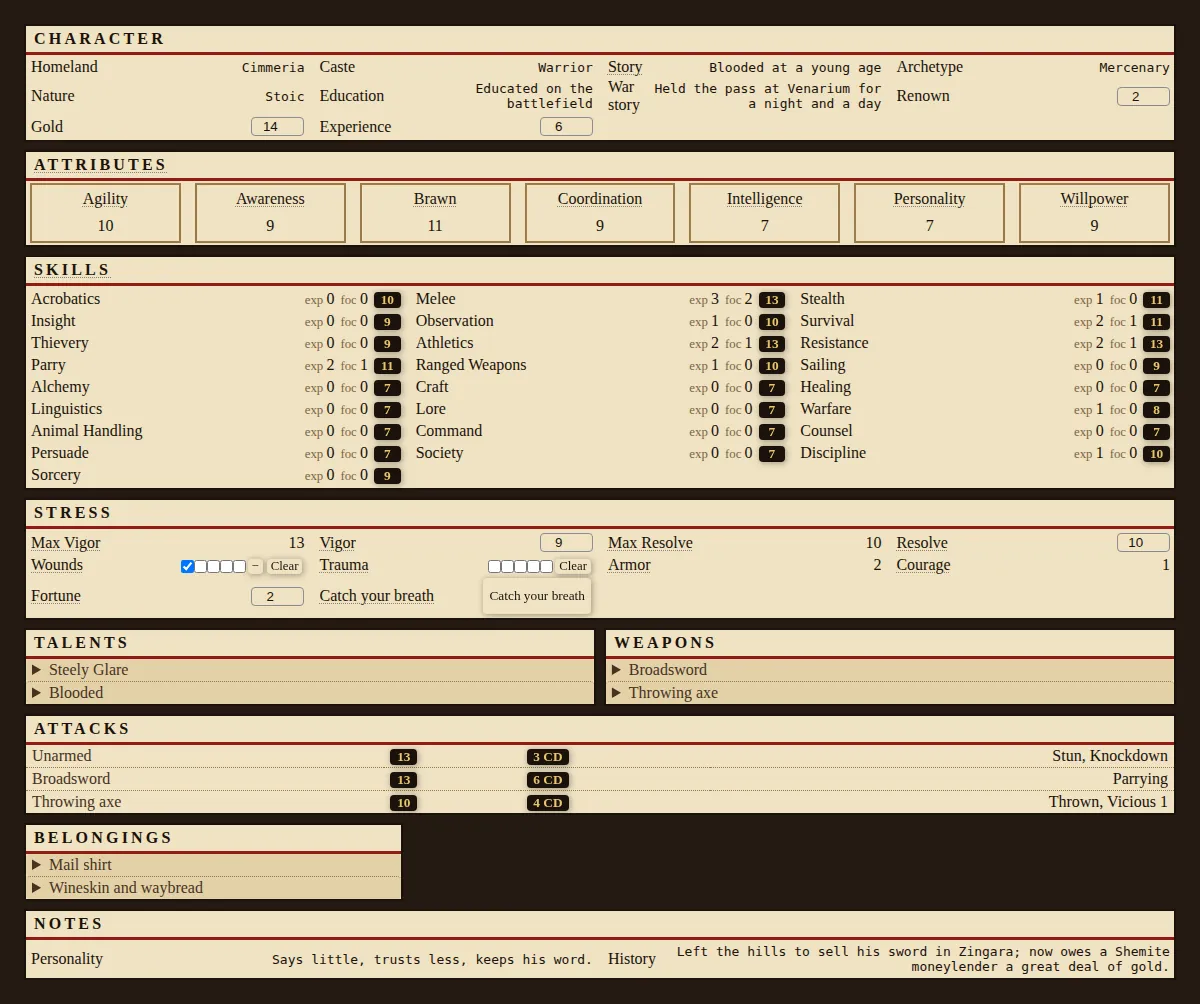 CHARACTER
Homeland Cimmeria Caste Warrior Story Blooded at a young age Archetype Mercenary
Nature Stoic Education Educated on the battlefield War story Held the pass at Venarium for a night and a day Renown 2
Gold 14 Experience 6
ATTRIBUTES
Agility Awareness Brawn Coordination Intelligence Personality Willpower
10 9 11 9 7 7 9
SKILLS
Acrobatics exp 0 foc 0 10 Melee exp 3 foc 2 13 Stealth exp 1 foc 0 11
Insight exp 0 foc 0 9 Observation exp 1 foc 0 10 Survival exp 2 foc 1 11
Thievery exp 0 foc 0 9 Athletics exp 2 foc 1 13 Resistance exp 2 foc 1 13
Parry exp 2 foc 1 11 Ranged Weapons exp 1 foc 0 10 Sailing exp 0 foc 0 9
Alchemy exp 0 foc 0 7 Craft exp 0 foc 0 7 Healing exp 0 foc 0 7
Linguistics exp 0 foc 0 7 Lore exp 0 foc 0 7 Warfare exp 1 foc 0 8
Animal Handling exp 0 foc 0 7 Command exp 0 foc 0 7 Counsel exp 0 foc 0 7
Persuade exp 0 foc 0 7 Society exp 0 foc 0 7 Discipline exp 1 foc 0 10
Sorcery exp 0 foc 0 9
STRESS
Max Vigor 13 Vigor 9 Max Resolve 10 Resolve 10
Wounds − Clear Trauma Clear Armor 2 Courage 1
Fortune 2 Catch your breath Catch your breath
TALENTS
Steely Glare
Blooded
WEAPONS
Broadsword
Throwing axe
ATTACKS
Unarmed 13 3 CD Stun, Knockdown
Broadsword 13 6 CD Parrying
Throwing axe 10 4 CD Thrown, Vicious 1
BELONGINGS
Mail shirt
Wineskin and waybread
NOTES
Personality Says little, trusts less, keeps his word. History Left the hills to sell his sword in Zingara; now owes a Shemite
moneylender a great deal of gold.